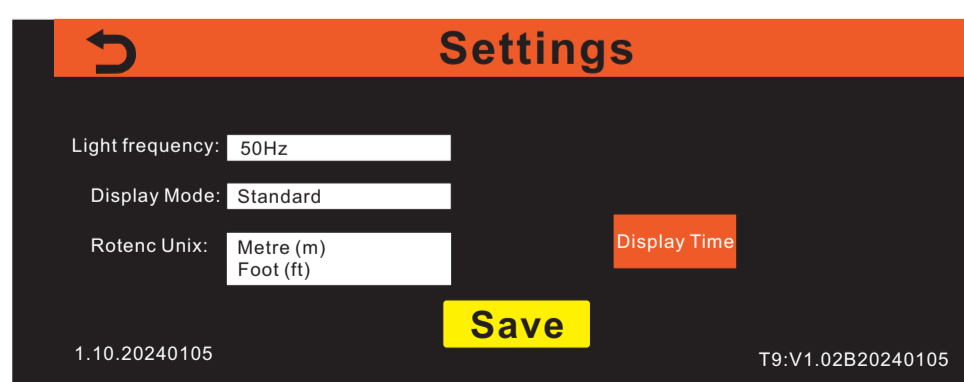 Settings
Light frequency: 50Hz
Display Mode: Standard
Rotenc Unix: Metre (m)
Foot (ft)
Display Time
Save
1.10.20240105
T9:V1.02B20240105